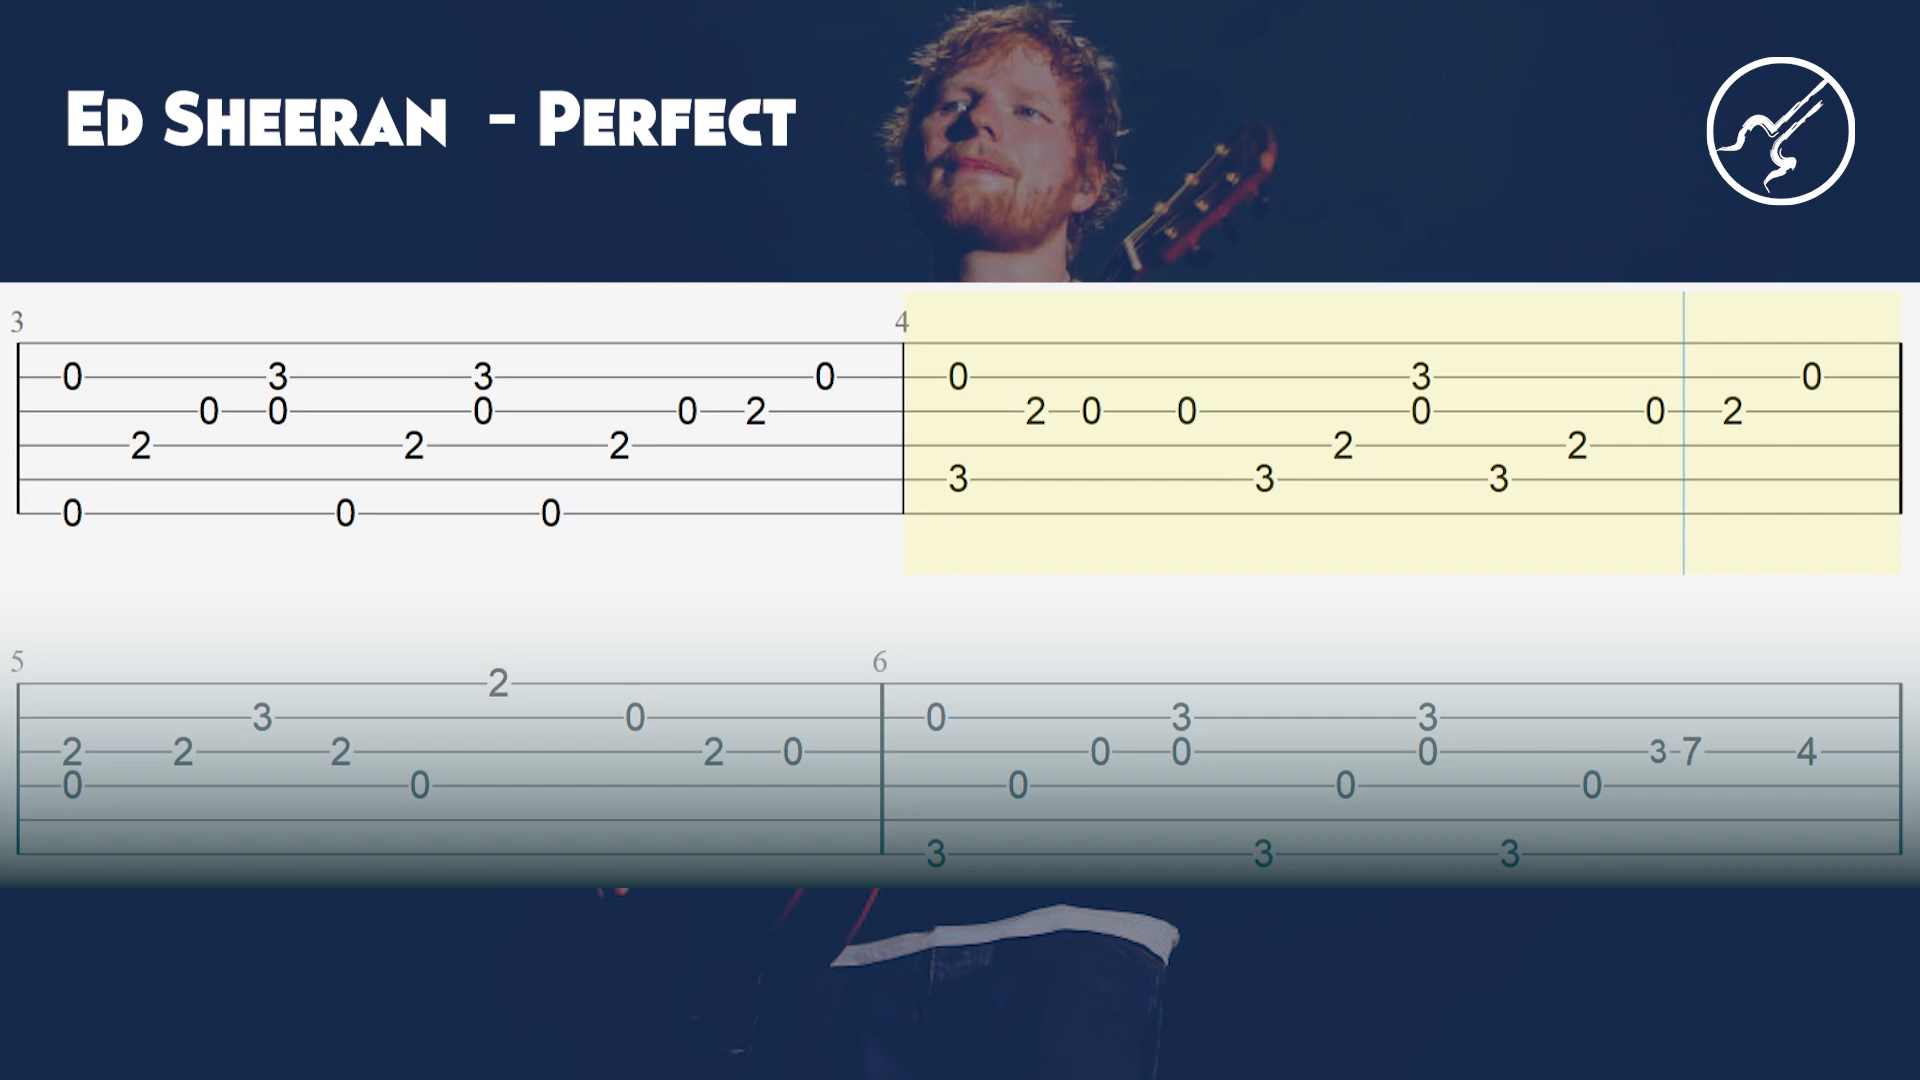 Ed Sheeran - Perfect
3 4
0 3 3 0 0 3 0
0 0 0 0 2 2 0 0 0 0 2
2 2 2 2 2
3 3 3
0 0 0
5 6
2
3 0 0 3 3
2 2 2 2 0 0 0 0 3-7 4
0 0 0 0 0
3 3 3